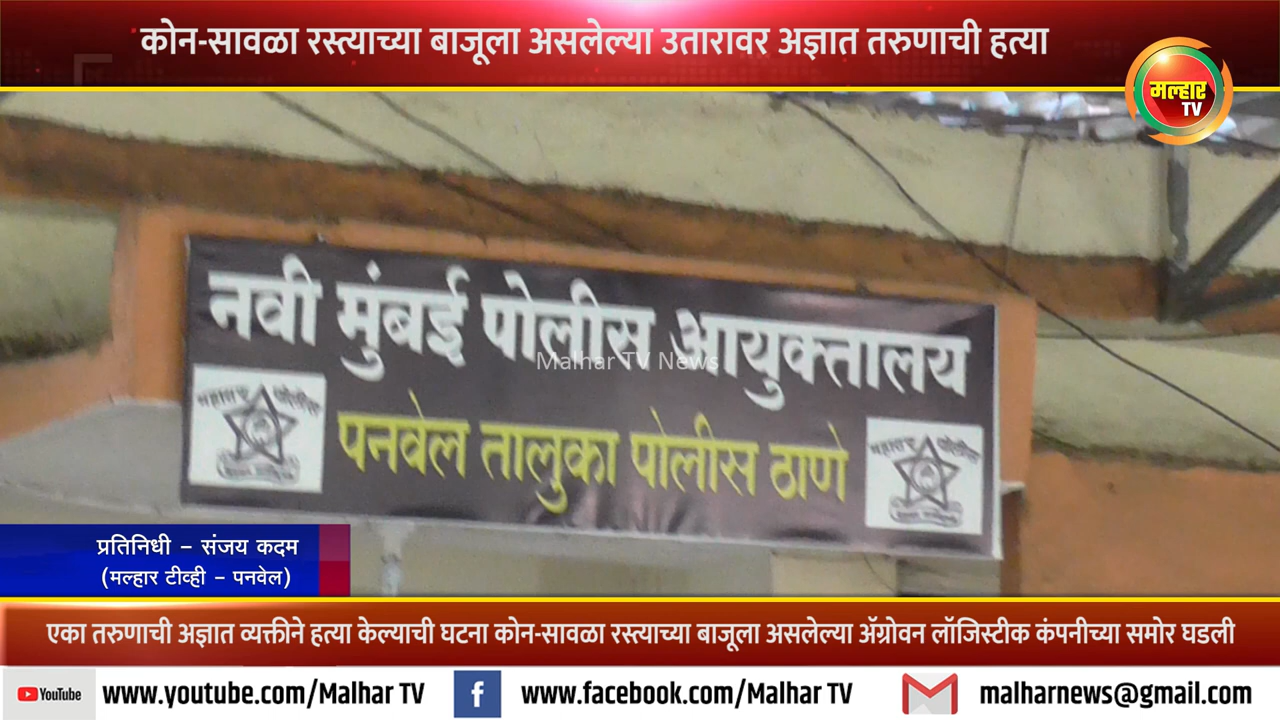 कोन-सावळा रस्त्याच्या बाजूला असलेल्या उतारावर अज्ञात तरुणाची हत्या
मल्हार
TV
नवी मुंबई पोलीस आयुक्तालय
Malhar TV News
पनवेल तालुका पोलीस ठाणे
प्रतिनिधी - संजय कदम
(मल्हार टीव्ही - पनवेल)
एका तरुणाची अज्ञात व्यक्तीने हत्या केल्याची घटना कोन-सावळा रस्त्याच्या बाजूला असलेल्या ॲग्रोवन लॉजिस्टीक कंपनीच्या समोर घडली
YouTube www.youtube.com/Malhar TV www.facebook.com/Malhar TV malharnews@gmail.com